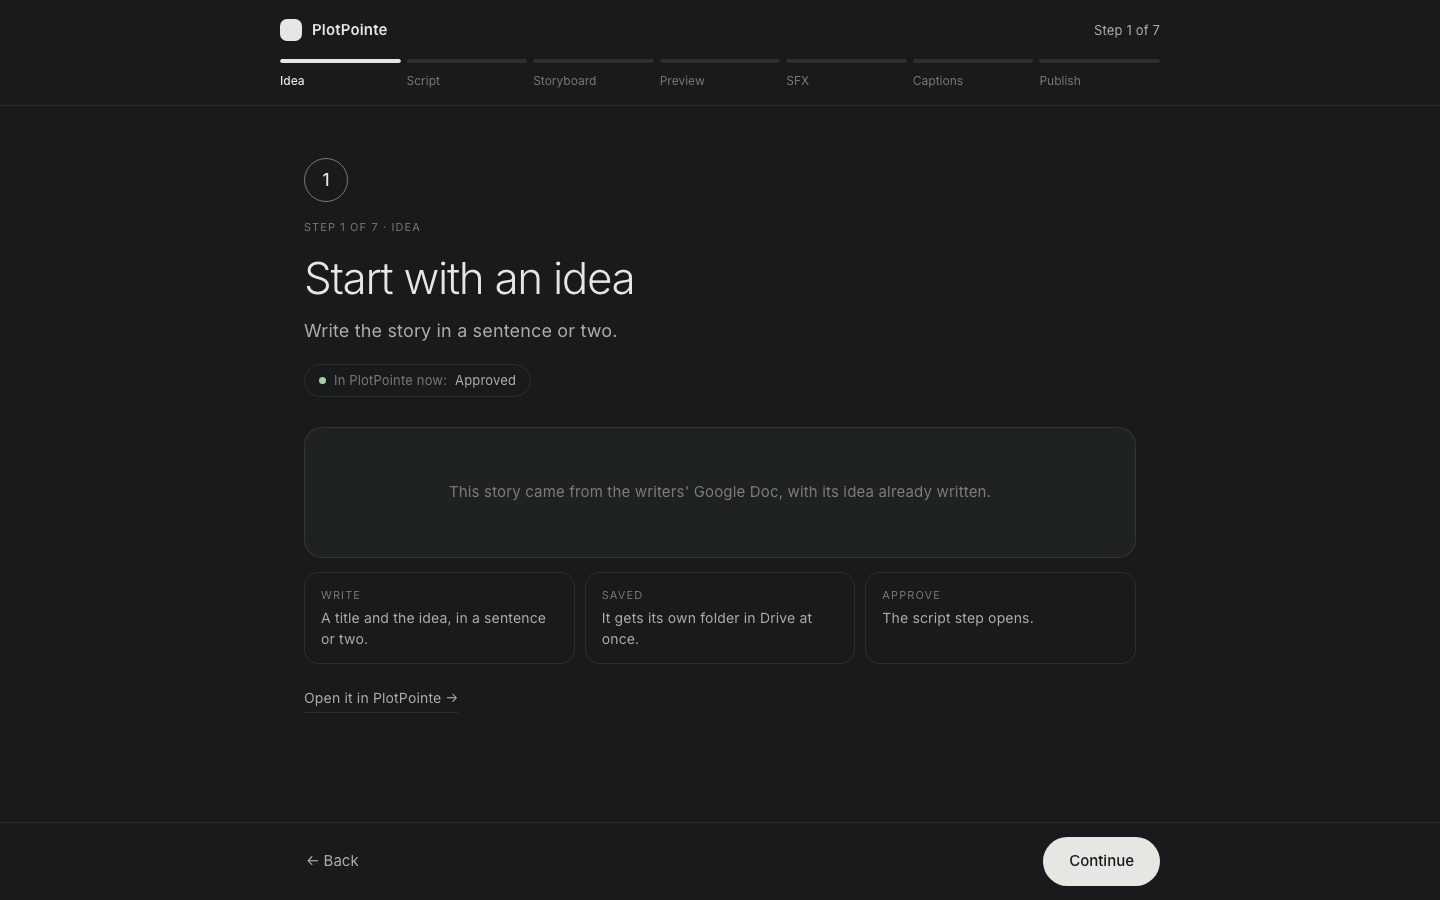 PlotPointe
Step 1 of 7
Idea
Script
Storyboard
Preview
SFX
Captions
Publish
1
STEP 1 OF 7 · IDEA
Start with an idea
Write the story in a sentence or two.
In PlotPointe now: Approved
This story came from the writers' Google Doc, with its idea already written.
WRITE
A title and the idea, in a sentence
or two.
SAVED
It gets its own folder in Drive at
once.
APPROVE
The script step opens.
Open it in PlotPointe →
← Back
Continue